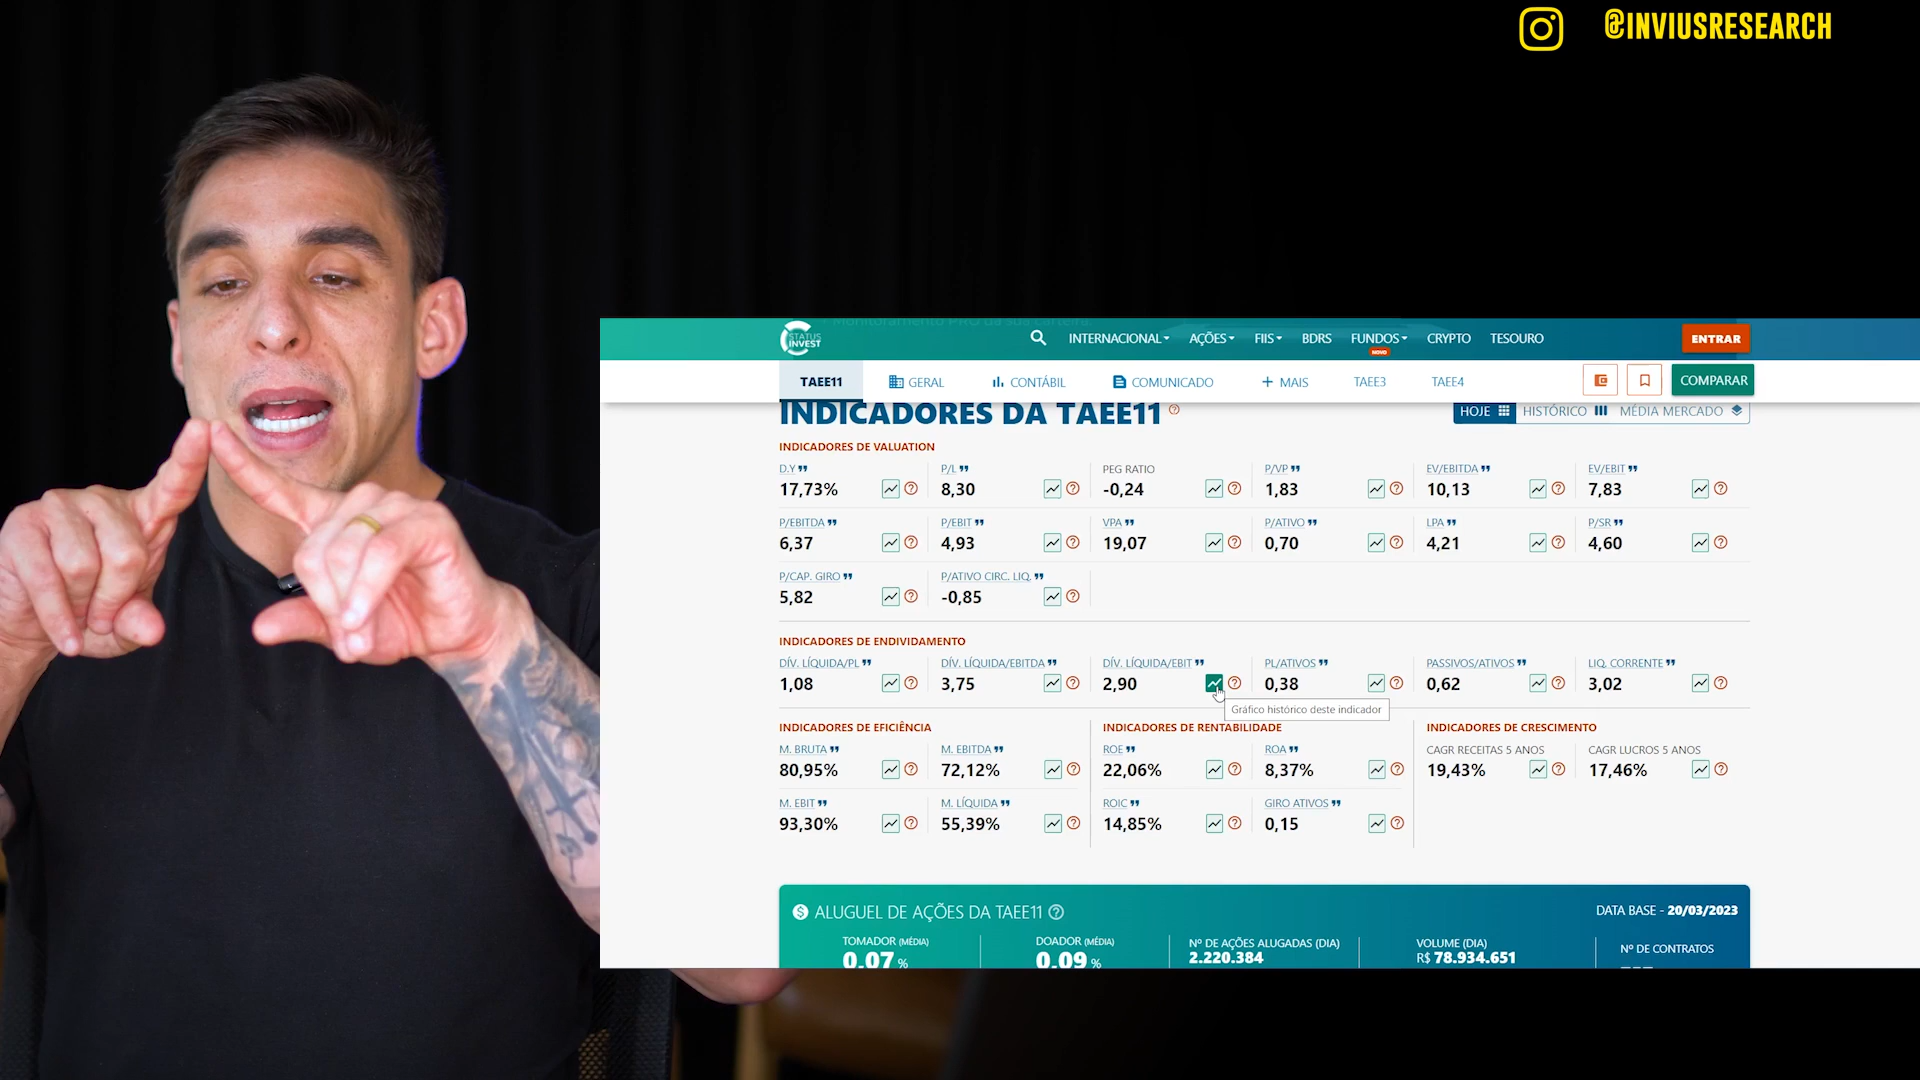 @INVIUSRESEARCH
STATUS INVEST
INTERNACIONAL AÇÕES FIIS BDRS FUNDOS CRYPTO TESOURO
NOVO
ENTRAR
TAEE11 GERAL CONTÁBIL COMUNICADO + MAIS TAEE3 TAEE4 COMPARAR
INDICADORES DA TAEE11
HOJE HISTÓRICO MÉDIA MERCADO
INDICADORES DE VALUATION
D.Y P/L PEG RATIO P/VP EV/EBITDA EV/EBIT
17,73% 8,30 -0,24 1,83 10,13 7,83
P/EBITDA P/EBIT VPA P/ATIVO LPA P/SR
6,37 4,93 19,07 0,70 4,21 4,60
P/CAP. GIRO P/ATIVO CIRC. LIQ.
5,82 -0,85
INDICADORES DE ENDIVIDAMENTO
DÍV. LÍQUIDA/PL DÍV. LÍQUIDA/EBITDA DÍV. LÍQUIDA/EBIT PL/ATIVOS PASSIVOS/ATIVOS LIQ. CORRENTE
1,08 3,75 2,90 0,38 0,62 3,02
Gráfico histórico deste indicador
INDICADORES DE EFICIÊNCIA INDICADORES DE RENTABILIDADE INDICADORES DE CRESCIMENTO
M. BRUTA M. EBITDA ROE ROA CAGR RECEITAS 5 ANOS CAGR LUCROS 5 ANOS
80,95% 72,12% 22,06% 8,37% 19,43% 17,46%
M. EBIT M. LÍQUIDA ROIC GIRO ATIVOS
93,30% 55,39% 14,85% 0,15
ALUGUEL DE AÇÕES DA TAEE11
DATA BASE - 20/03/2023
TOMADOR (MÉDIA) DOADOR (MÉDIA) Nº DE AÇÕES ALUGADAS (DIA) VOLUME (DIA) Nº DE CONTRATOS
0,07 % 0,09 % 2.220.384 R$ 78.934.651